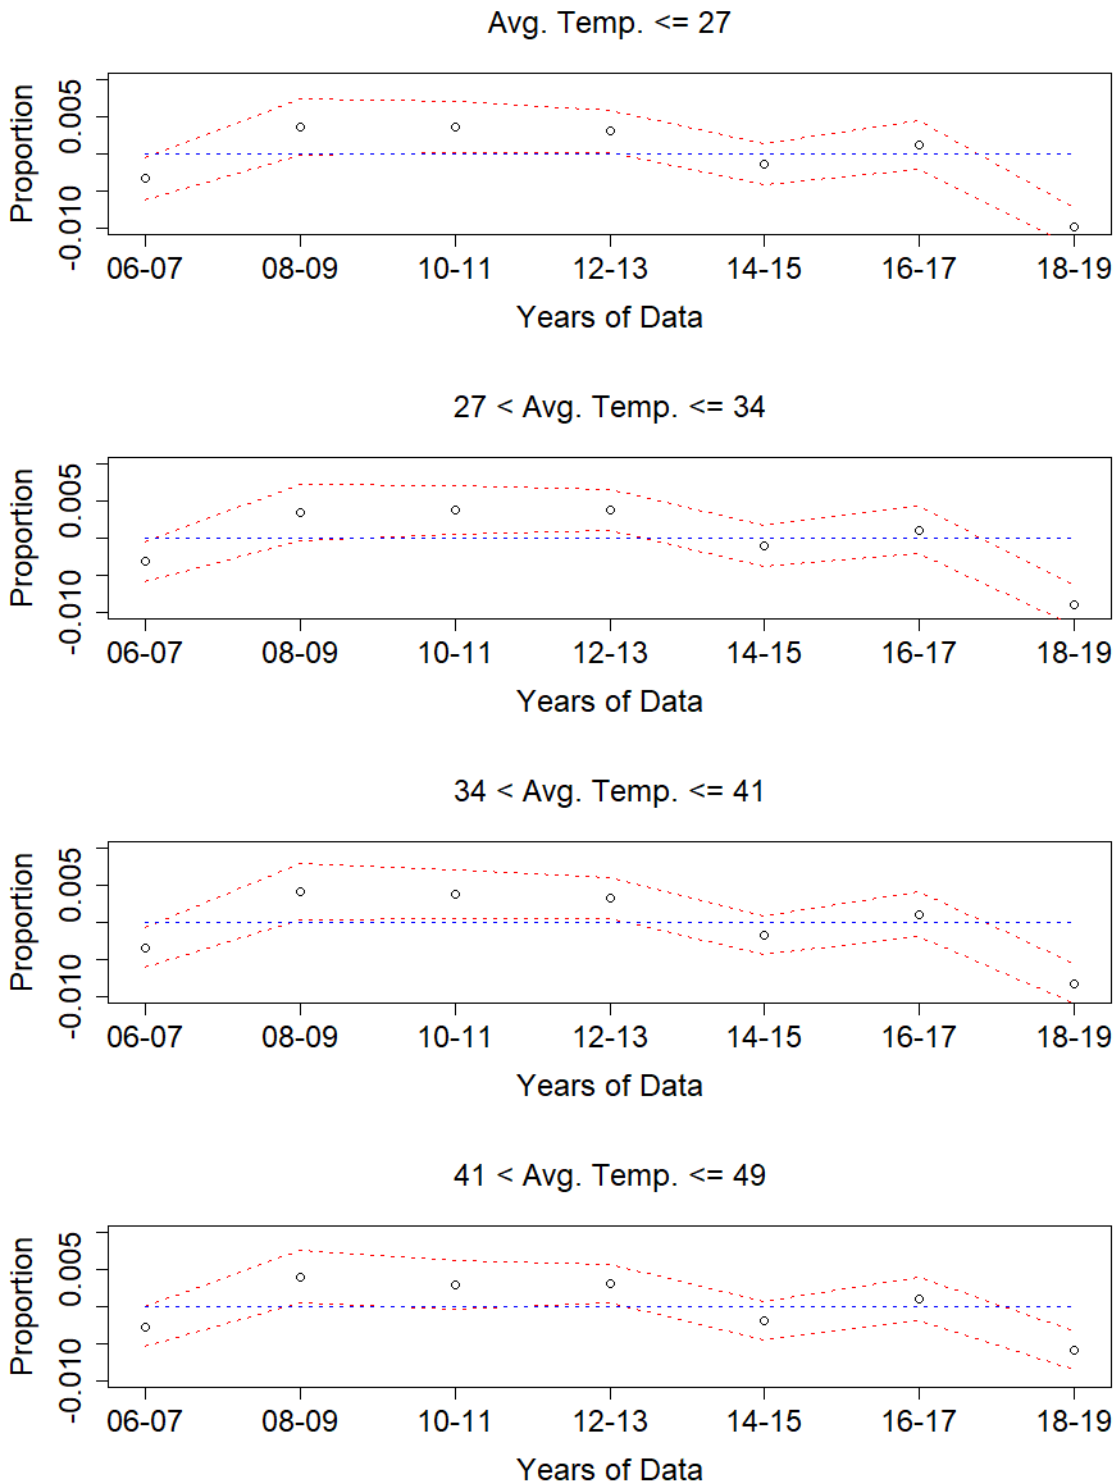 Avg. Temp. <= 27
Proportion
0.005
-0.010
06-07 08-09 10-11 12-13 14-15 16-17 18-19
Years of Data
27 < Avg. Temp. <= 34
Proportion
0.005
-0.010
06-07 08-09 10-11 12-13 14-15 16-17 18-19
Years of Data
34 < Avg. Temp. <= 41
Proportion
0.005
-0.010
06-07 08-09 10-11 12-13 14-15 16-17 18-19
Years of Data
41 < Avg. Temp. <= 49
Proportion
0.005
-0.010
06-07 08-09 10-11 12-13 14-15 16-17 18-19
Years of Data